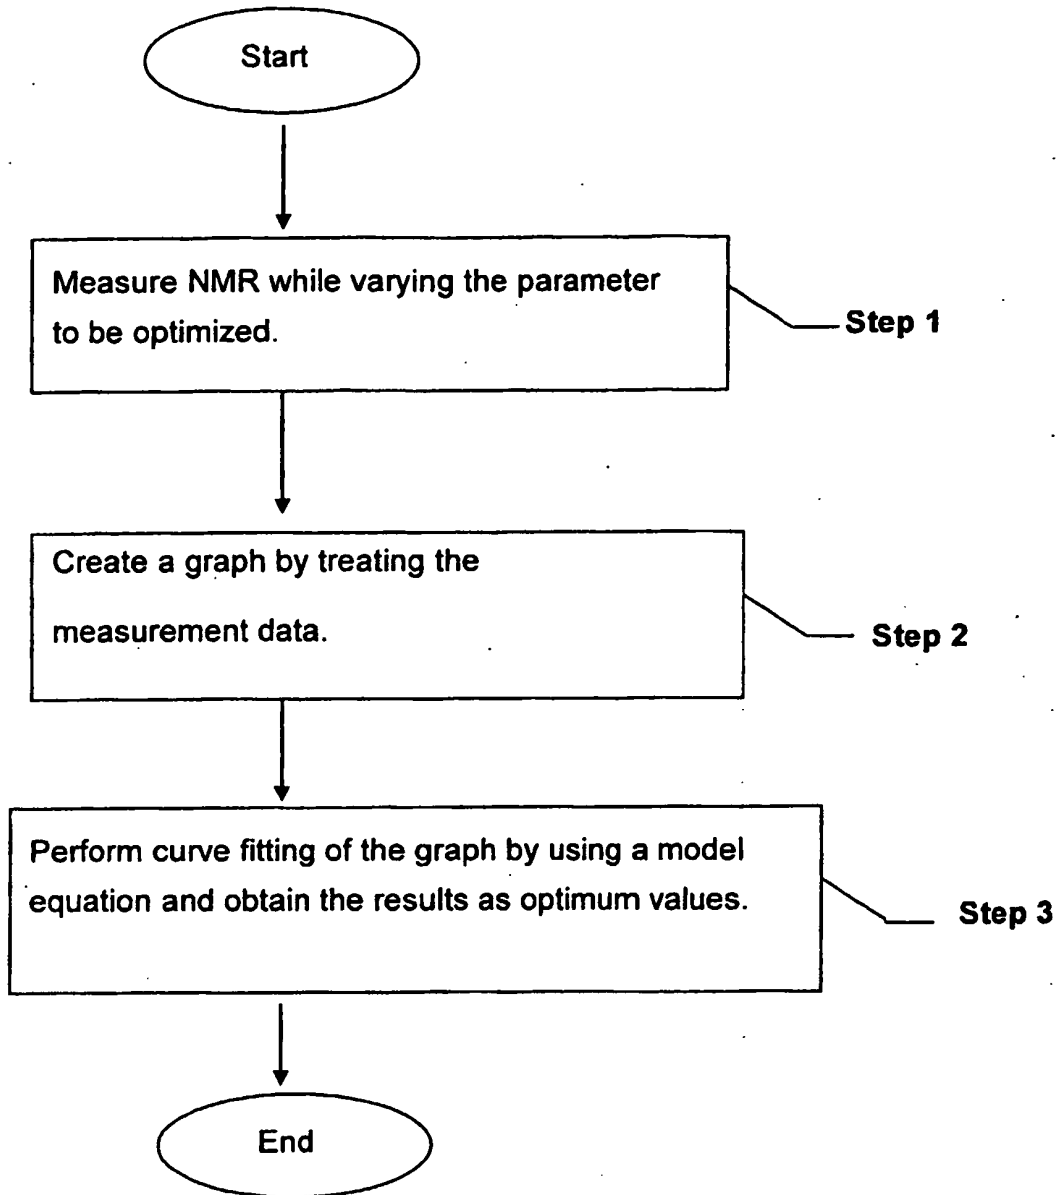 Start
Measure NMR while varying the parameter
to be optimized.
Step 1
Create a graph by treating the
measurement data.
Step 2
Perform curve fitting of the graph by using a model
equation and obtain the results as optimum values.
Step 3
End